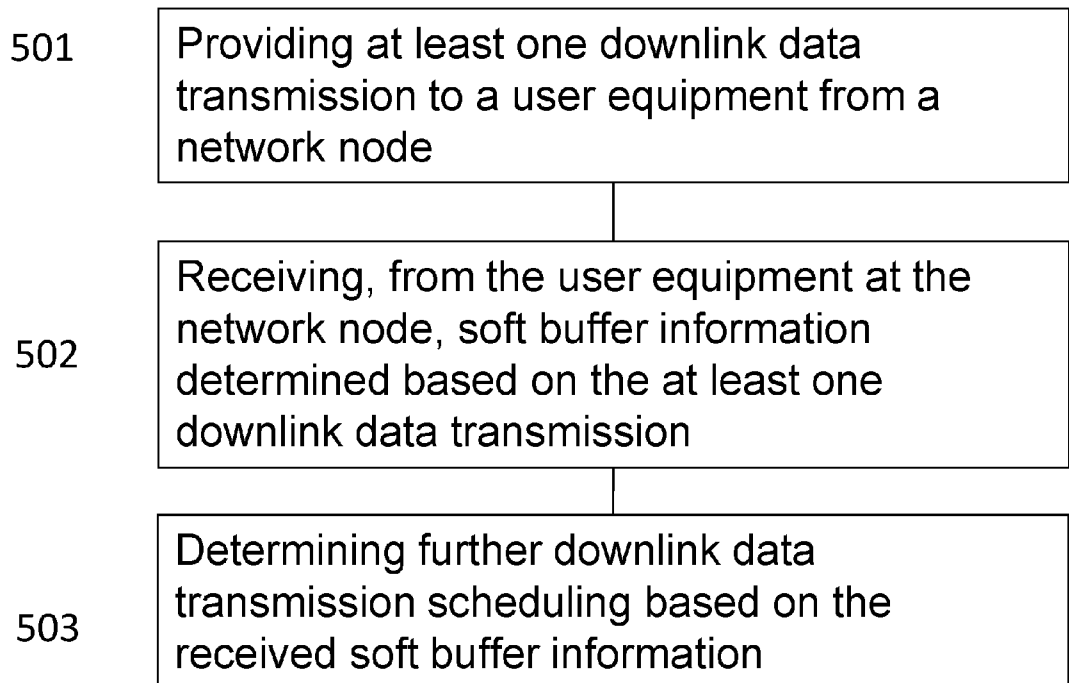 501
Providing at least one downlink data
transmission to a user equipment from a
network node
502
Receiving, from the user equipment at the
network node, soft buffer information
determined based on the at least one
downlink data transmission
503
Determining further downlink data
transmission scheduling based on the
received soft buffer information